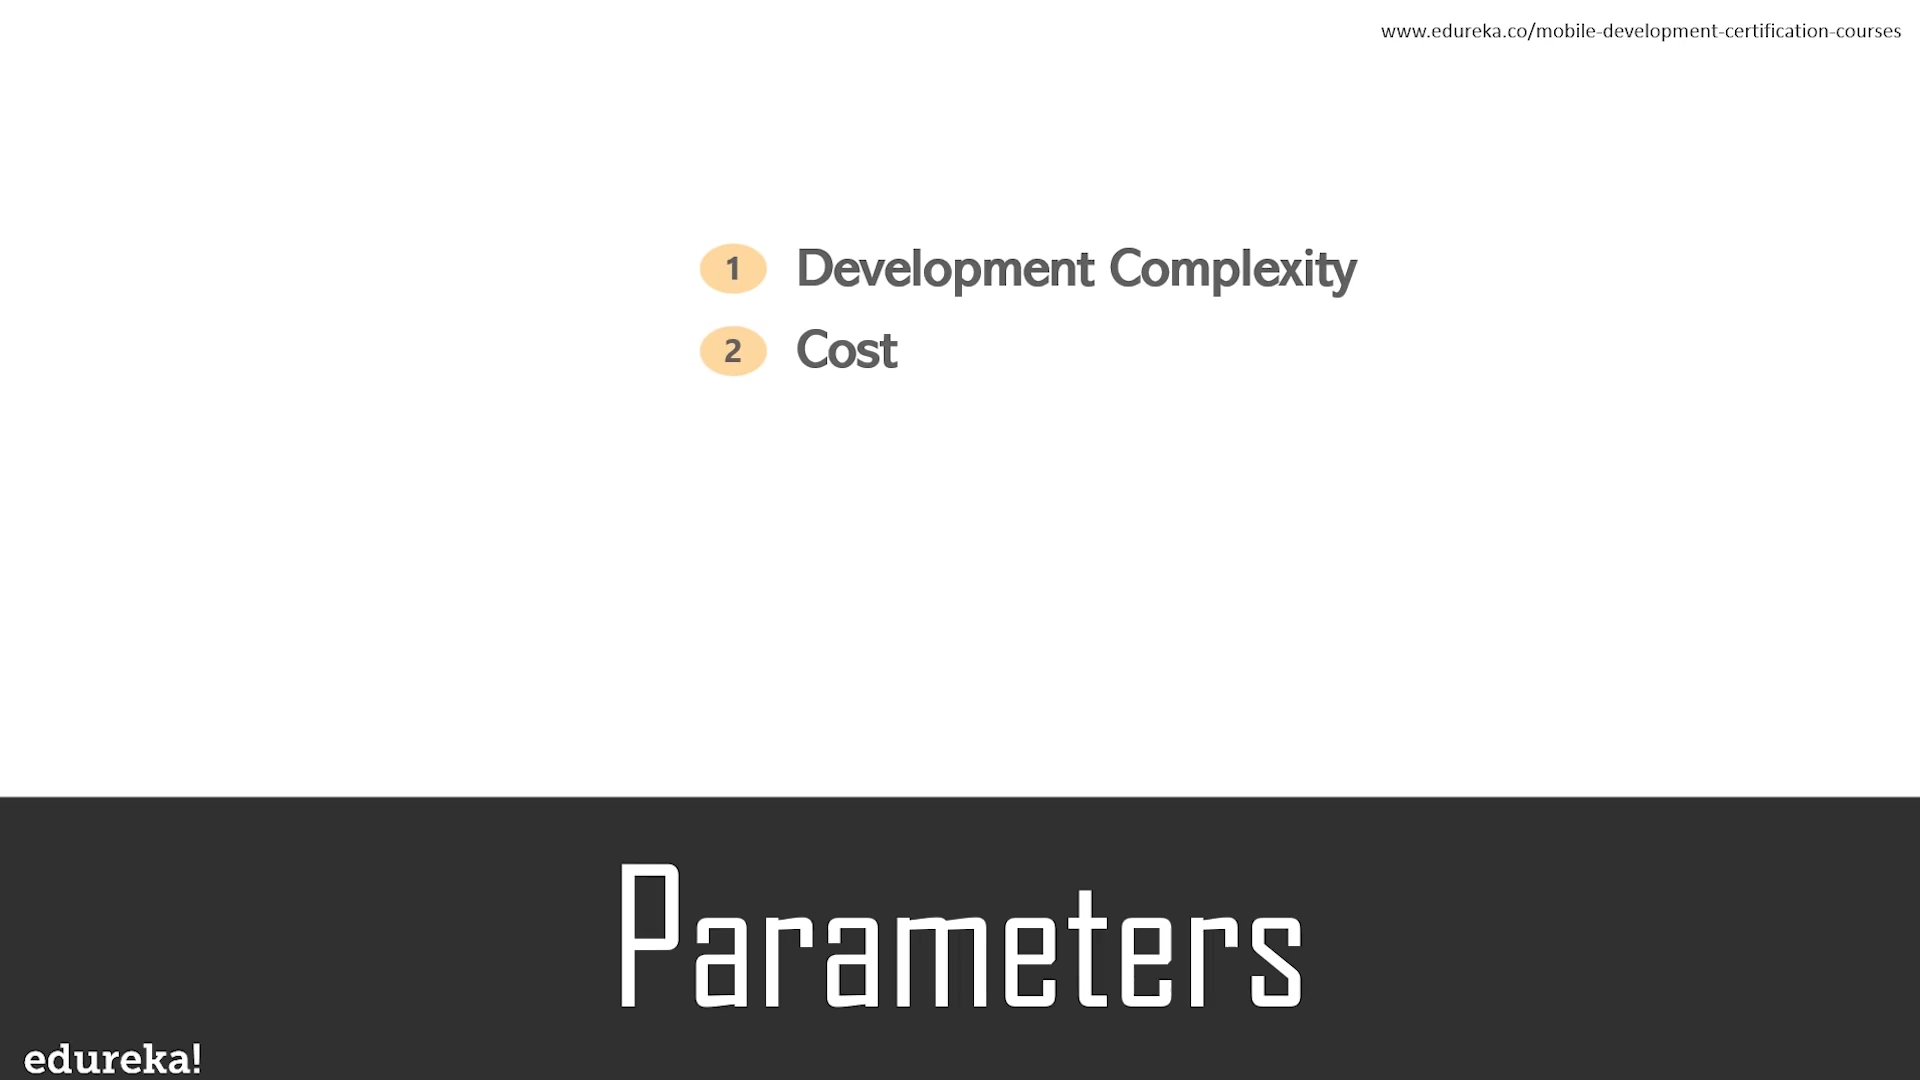 www.edureka.co/mobile-development-certification-courses
1 Development Complexity
2 Cost
Parameters
edureka!